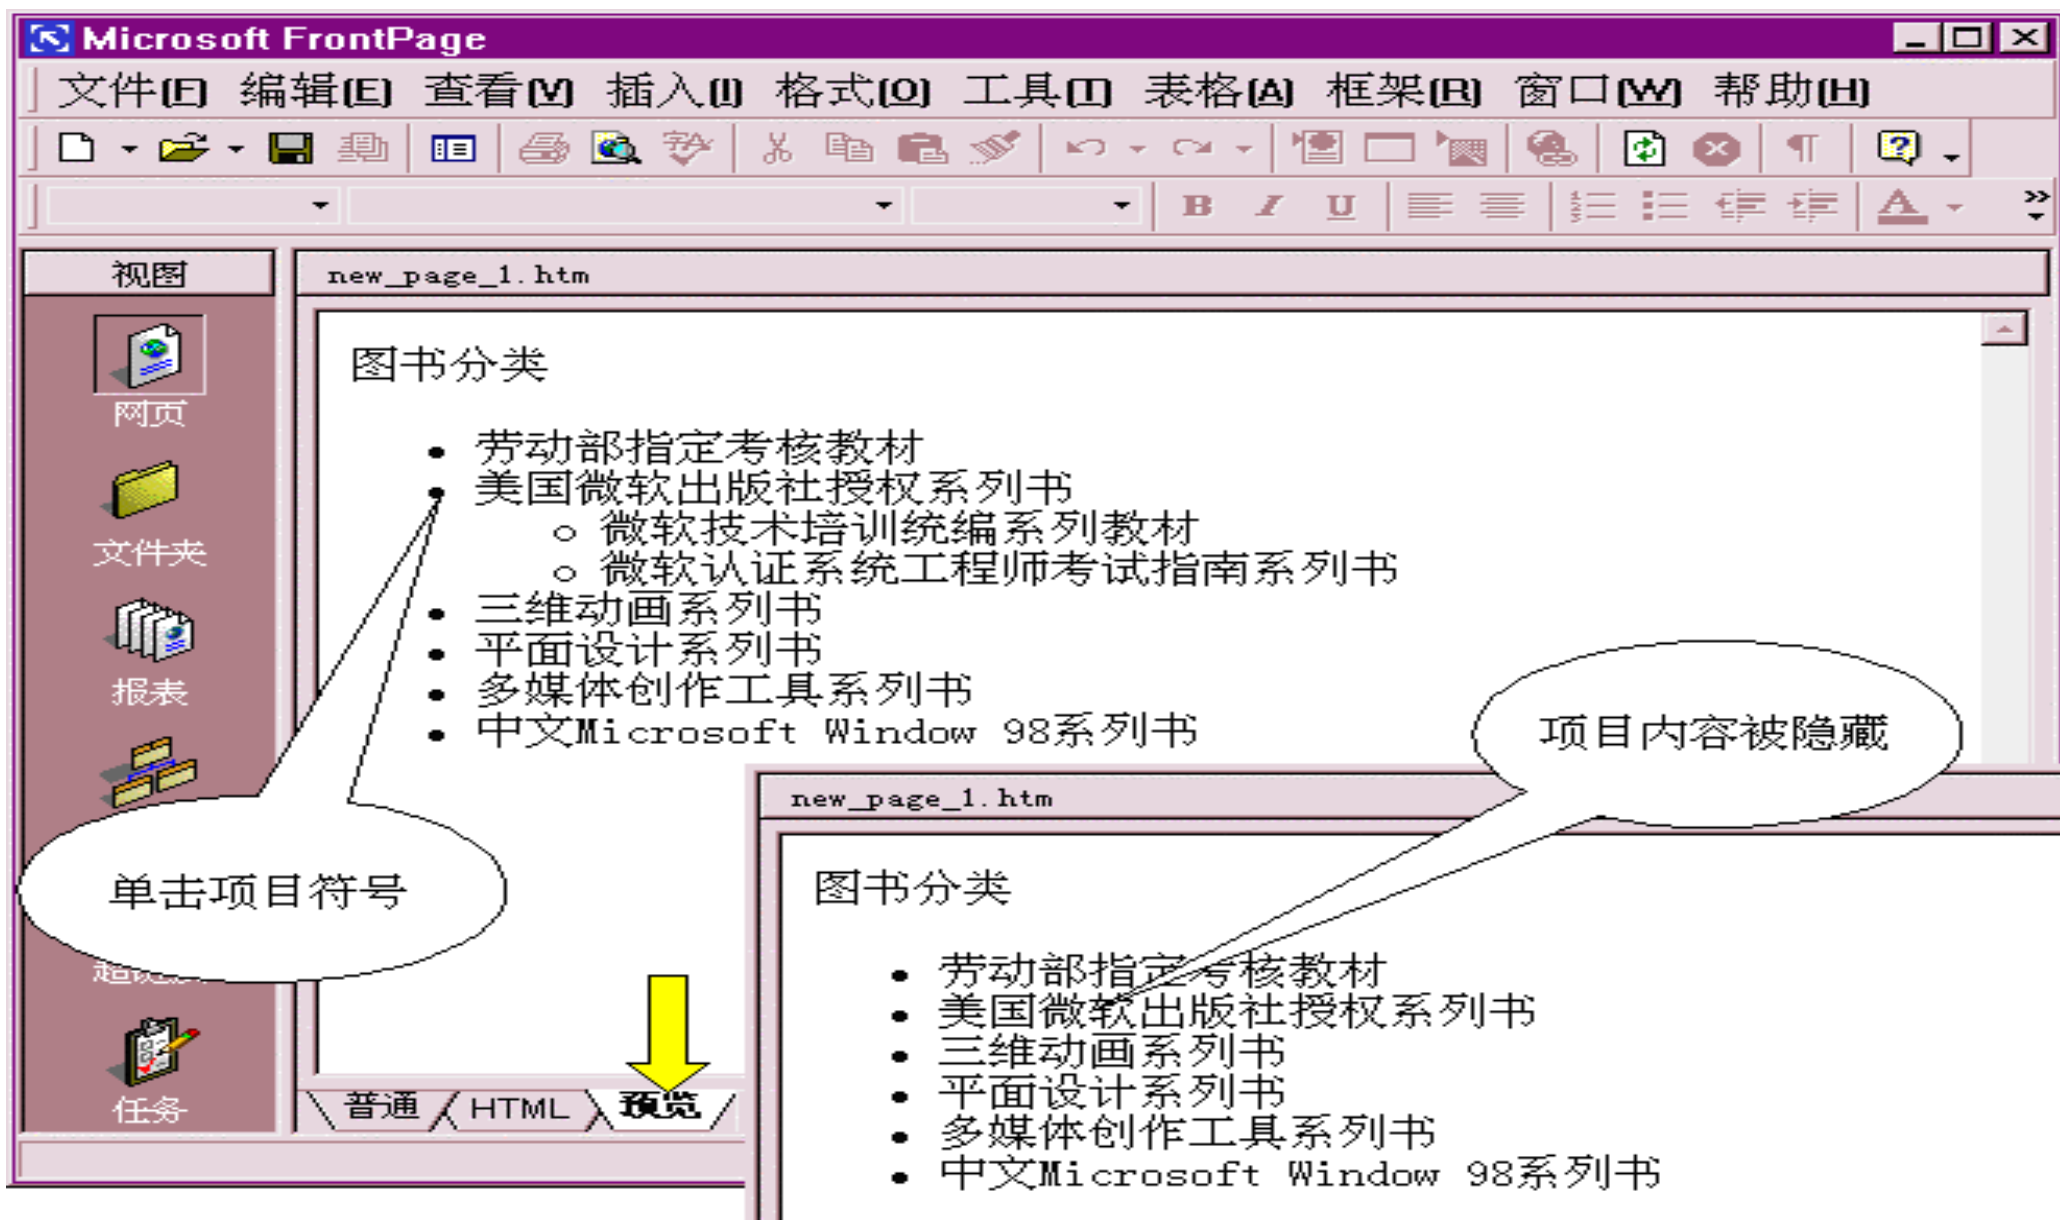 Microsoft FrontPage
文件(F) 编辑(E) 查看(V) 插入(I) 格式(O) 工具(T) 表格(A) 框架(R) 窗口(W) 帮助(H)
B I U A
视图
new_page_1.htm
网页
文件夹
报表
任务
图书分类
劳动部指定考核教材
美国微软出版社授权系列书
微软技术培训统编系列教材
微软认证系统工程师考试指南系列书
三维动画系列书
平面设计系列书
多媒体创作工具系列书
中文Microsoft Window 98系列书
单击项目符号
项目内容被隐藏
普通 HTML 预览
new_page_1.htm
图书分类
劳动部指定考核教材
美国微软出版社授权系列书
三维动画系列书
平面设计系列书
多媒体创作工具系列书
中文Microsoft Window 98系列书